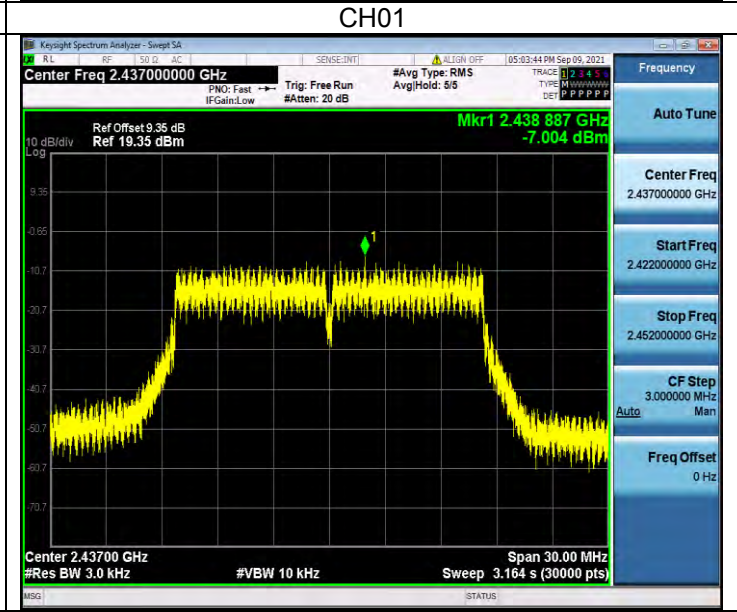 CH01
Keysight Spectrum Analyzer - Swept SA
RL RF 50 Ω AC SENSE:INT ALIGN OFF 05:03:44 PM Sep 09, 2021
Center Freq 2.437000000 GHz
PNO: Fast
IFGain:Low
Trig: Free Run
#Atten: 20 dB
#Avg Type: RMS
Avg|Hold: 5/5
TRACE 1 2 3 4 5 6
TYPE M WWWWW
DET P P P P P P
Frequency
Auto Tune
Center Freq
2.437000000 GHz
Start Freq
2.422000000 GHz
Stop Freq
2.452000000 GHz
CF Step
3.000000 MHz
Auto Man
Freq Offset
0 Hz
Ref Offset 9.35 dB
10 dB/div Ref 19.35 dBm
Log
Mkr1 2.438 887 GHz
-7.004 dBm
9.35
-0.65
-10.7
-20.7
-30.7
-40.7
-50.7
-60.7
-70.7
1
Center 2.43700 GHz Span 30.00 MHz
#Res BW 3.0 kHz #VBW 10 kHz Sweep 3.164 s (30000 pts)
MSG STATUS